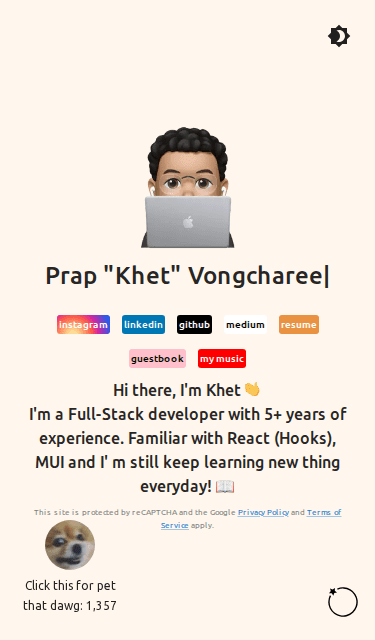 Prap "Khet" Vongcharee|
instagram linkedin github medium resume
guestbook my music
Hi there, I'm Khet 🤙
I'm a Full-Stack developer with 5+ years of
experience. Familiar with React (Hooks),
MUI and I' m still keep learning new thing
everyday! 📖
This site is protected by reCAPTCHA and the Google Privacy Policy and Terms of
Service apply.
Click this for pet
that dawg: 1,357